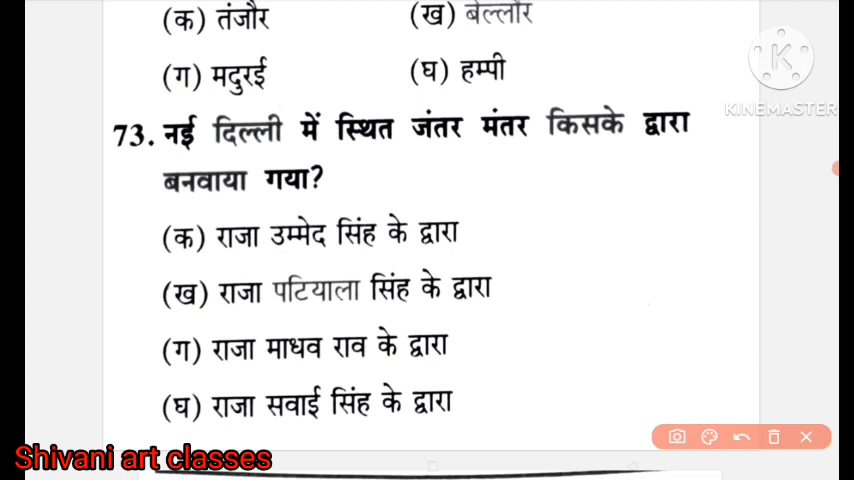 (क) तंजौर (ख) बेल्लौर
(ग) मदुरई (घ) हम्पी
KINEMASTER
73. नई दिल्ली में स्थित जंतर मंतर किसके द्वारा
बनवाया गया?
(क) राजा उम्मेद सिंह के द्वारा
(ख) राजा पटियाला सिंह के द्वारा
(ग) राजा माधव राव के द्वारा
(घ) राजा सवाई सिंह के द्वारा
Shivani art classes